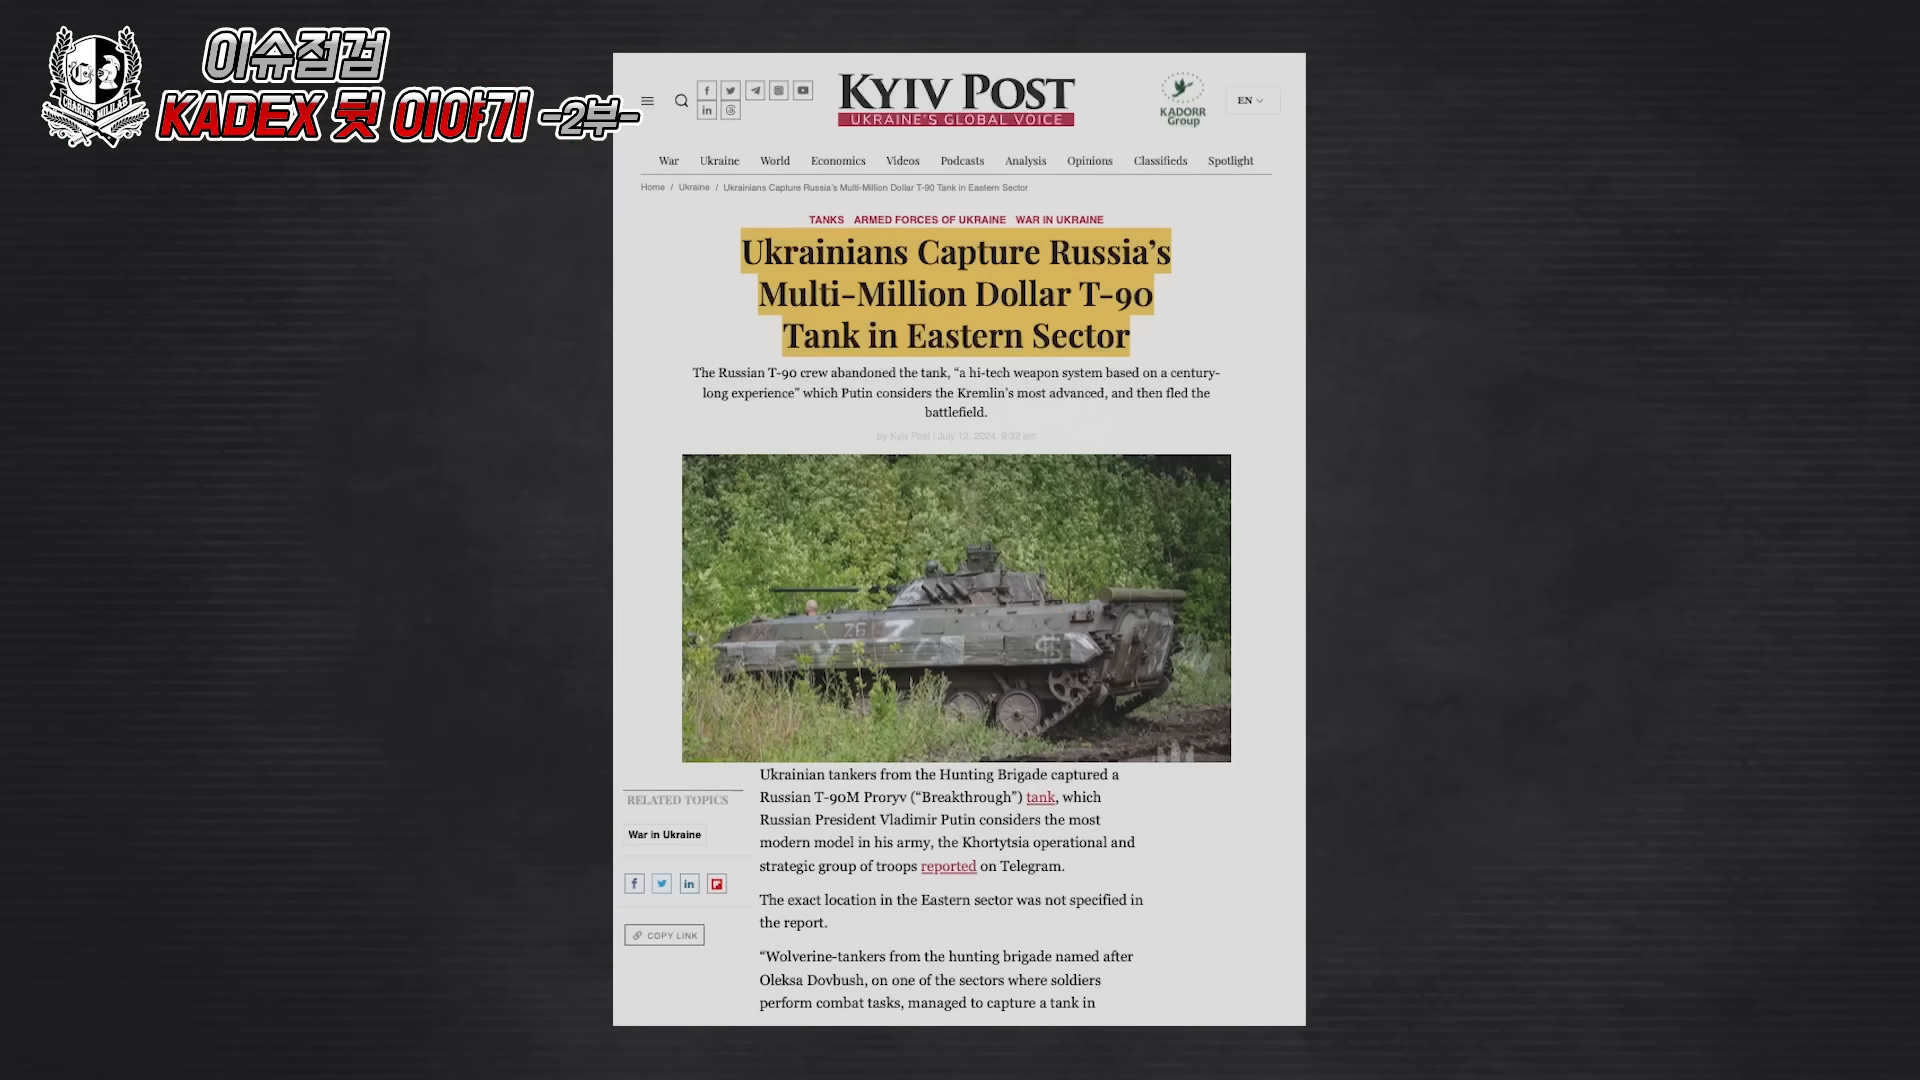 이슈점검
KADEX 뒷 이야기 -2부-
CHARLES MILILAB
KYIV POST
UKRAINE'S GLOBAL VOICE
KADORR
Group
EN
War Ukraine World Economics Videos Podcasts Analysis Opinions Classifieds Spotlight
Home / Ukraine / Ukrainians Capture Russia's Multi-Million Dollar T-90 Tank in Eastern Sector
TANKS ARMED FORCES OF UKRAINE WAR IN UKRAINE
Ukrainians Capture Russia's
Multi-Million Dollar T-90
Tank in Eastern Sector
The Russian T-90 crew abandoned the tank, “a hi-tech weapon system based on a century-
long experience” which Putin considers the Kremlin's most advanced, and then fled the
battlefield.
by Kyiv Post | July 12, 2024, 9:32 am
Z
Ukrainian tankers from the Hunting Brigade captured a
Russian T-90M Proryv (“Breakthrough”) tank, which
Russian President Vladimir Putin considers the most
modern model in his army, the Khortytsia operational and
strategic group of troops reported on Telegram.
The exact location in the Eastern sector was not specified in
the report.
“Wolverine-tankers from the hunting brigade named after
Oleksa Dovbush, on one of the sectors where soldiers
perform combat tasks, managed to capture a tank in
RELATED TOPICS
War in Ukraine
COPY LINK